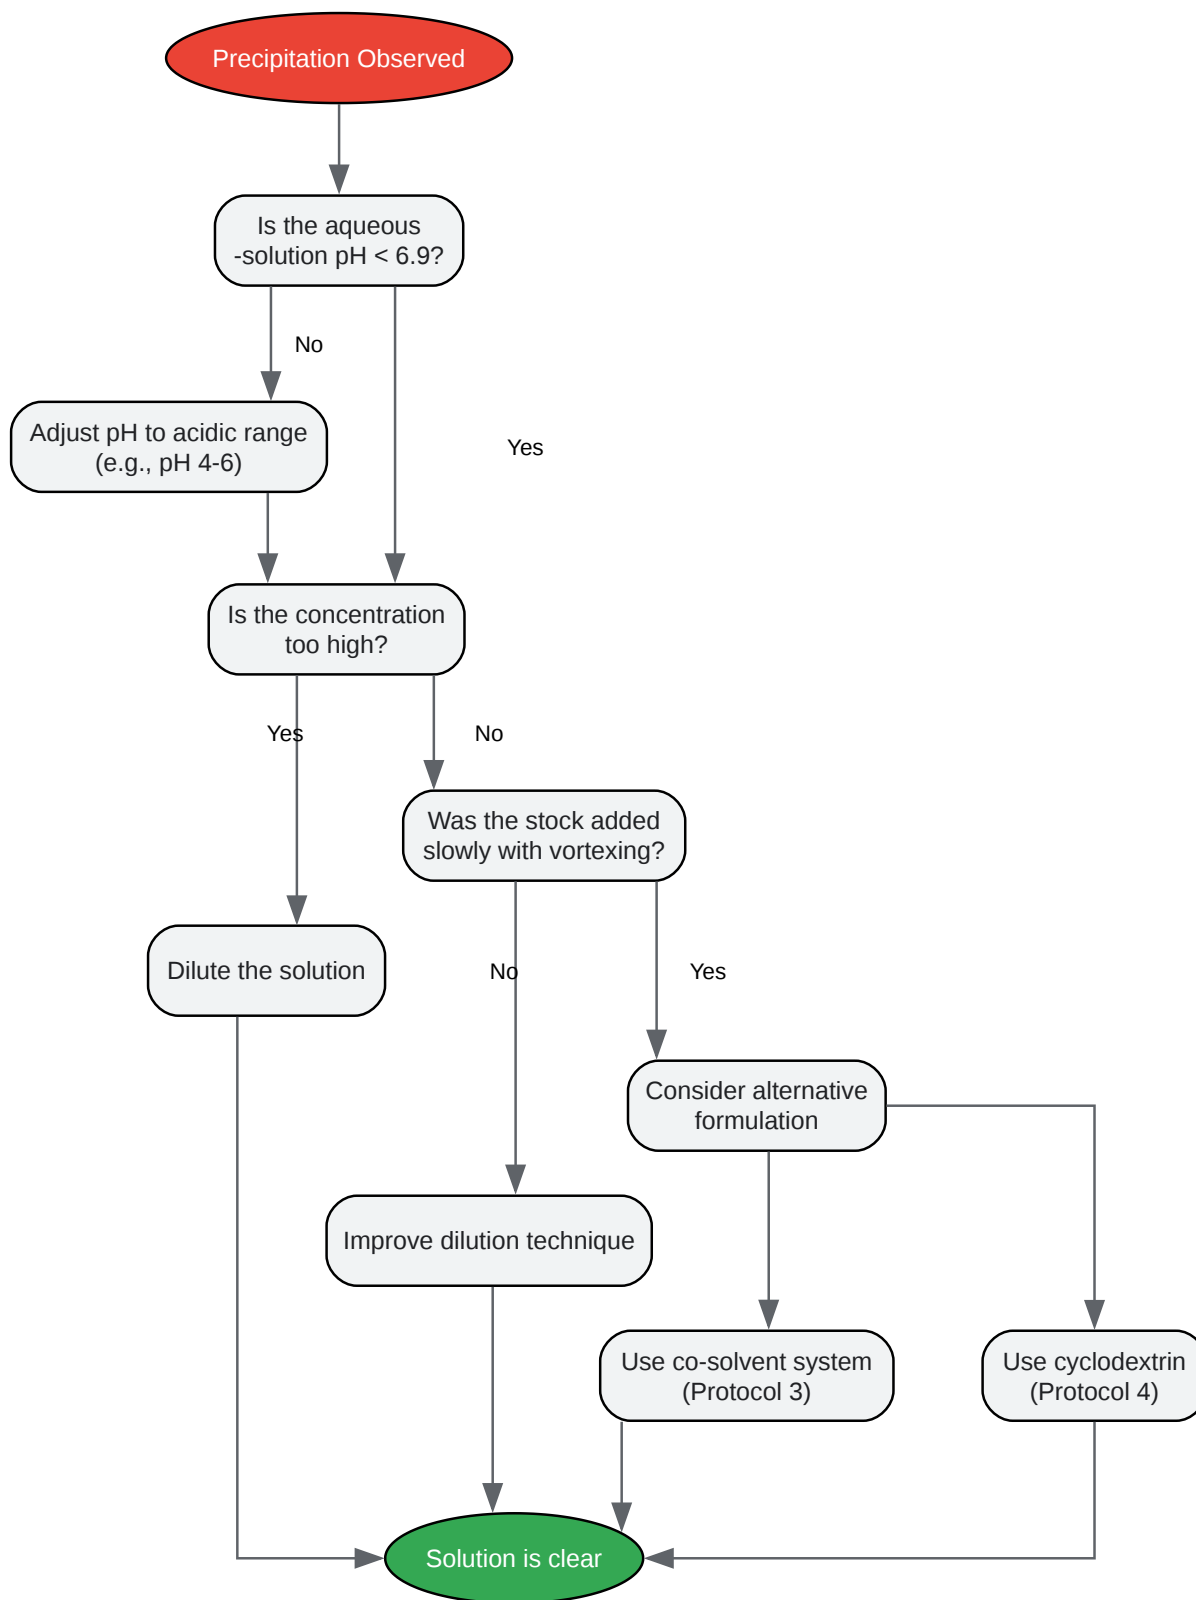 Precipitation Observed
Is the aqueous
-solution pH < 6.9?
No
Adjust pH to acidic range
(e.g., pH 4-6)
Yes
Is the concentration
too high?
Yes
No
Was the stock added
slowly with vortexing?
Dilute the solution
No
Yes
Consider alternative
formulation
Improve dilution technique
Use co-solvent system
(Protocol 3)
Use cyclodextrin
(Protocol 4)
Solution is clear